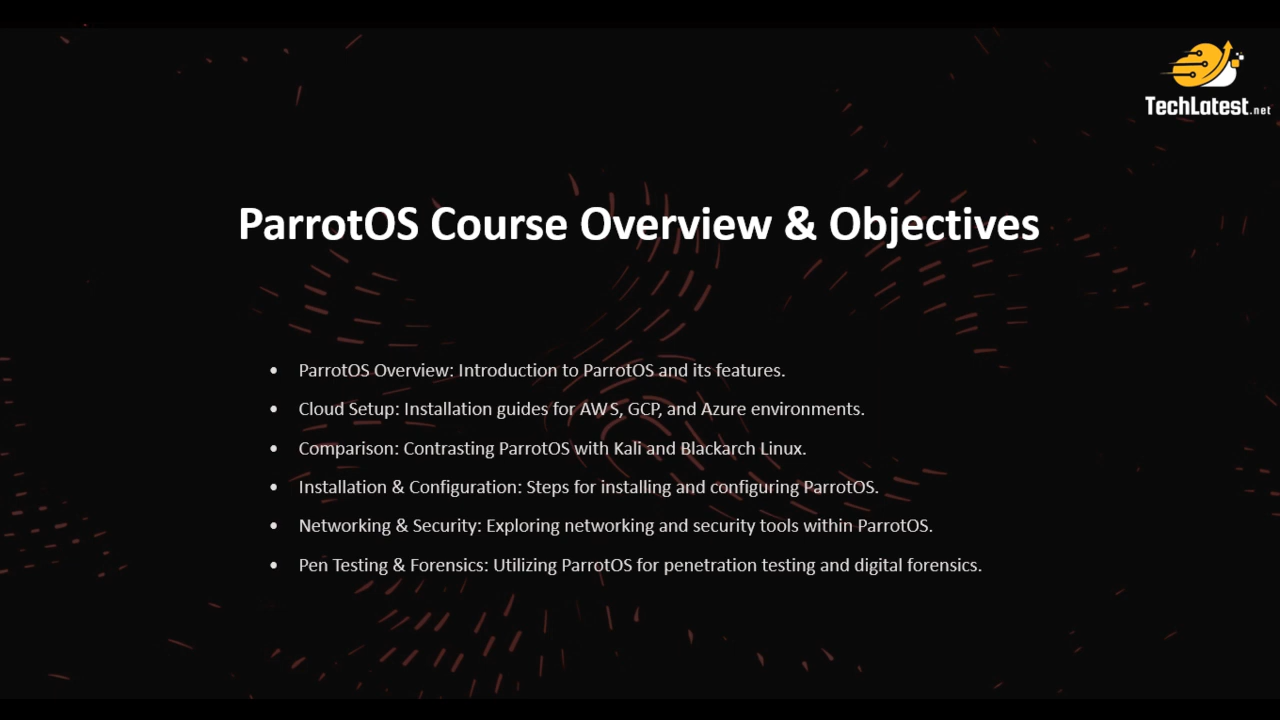 TechLatest.net
ParrotOS Course Overview & Objectives
• ParrotOS Overview: Introduction to ParrotOS and its features.
• Cloud Setup: Installation guides for AWS, GCP, and Azure environments.
• Comparison: Contrasting ParrotOS with Kali and Blackarch Linux.
• Installation & Configuration: Steps for installing and configuring ParrotOS.
• Networking & Security: Exploring networking and security tools within ParrotOS.
• Pen Testing & Forensics: Utilizing ParrotOS for penetration testing and digital forensics.